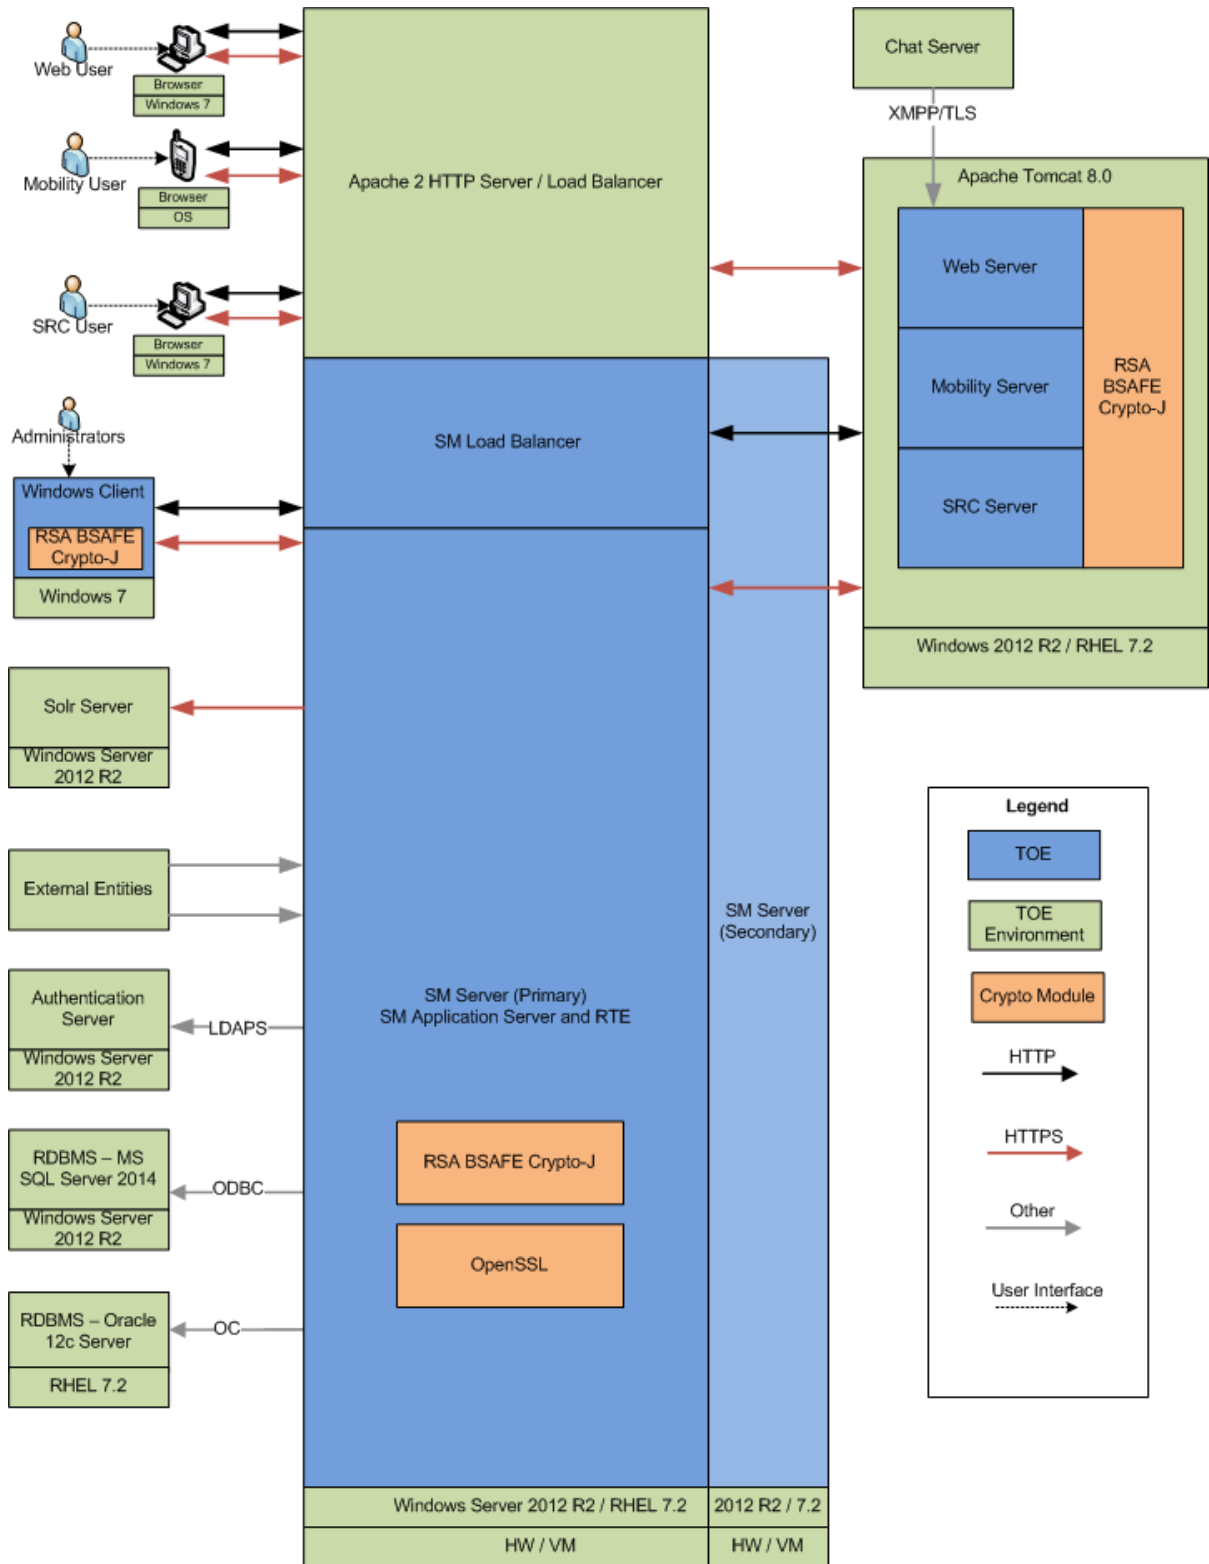 Web User
Browser
Windows 7
Mobility User
Browser
OS
SRC User
Browser
Windows 7
Administrators
Windows Client
RSA BSAFE
Crypto-J
Windows 7
Solr Server
Windows Server
2012 R2
External Entities
Authentication
Server
Windows Server
2012 R2
LDAPS
RDBMS – MS
SQL Server 2014
Windows Server
2012 R2
ODBC
RDBMS – Oracle
12c Server
RHEL 7.2
OC
Apache 2 HTTP Server / Load Balancer
SM Load Balancer
SM Server (Primary)
SM Application Server and RTE
RSA BSAFE Crypto-J
OpenSSL
Windows Server 2012 R2 / RHEL 7.2
HW / VM
SM Server
(Secondary)
2012 R2 / 7.2
HW / VM
Chat Server
XMPP/TLS
Apache Tomcat 8.0
Web Server
Mobility Server
SRC Server
RSA
BSAFE
Crypto-J
Windows 2012 R2 / RHEL 7.2
Legend
TOE
TOE
Environment
Crypto Module
HTTP
HTTPS
Other
User Interface